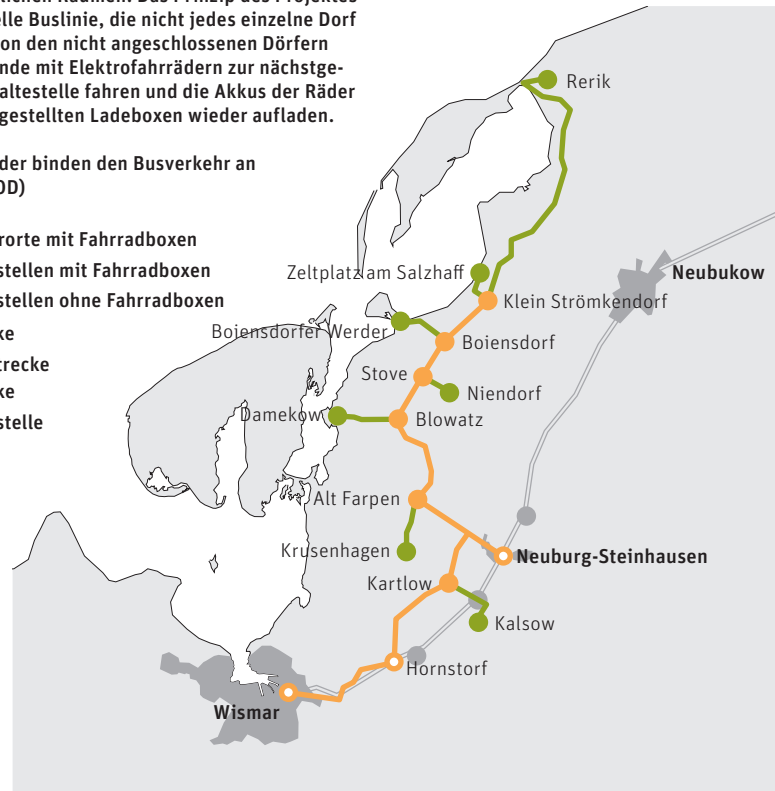 lichen Räumen. Das Prinzip des Projektes
elle Buslinie, die nicht jedes einzelne Dorf
on den nicht angeschlossenen Dörfern
nde mit Elektrofahrrädern zur nächstge-
altestelle fahren und die Akkus der Räder
gestellten Ladeboxen wieder aufladen.
der binden den Busverkehr an
OD)
rorte mit Fahrradboxen
stellen mit Fahrradboxen
stellen ohne Fahrradboxen
ke
trecke
ke
stelle
Rerik
Zeltplatz am Salzhaff
Neubukow
Klein Strömkendorf
Boiensdorfer Werder
Boiensdorf
Stove
Niendorf
Damekow
Blowatz
Alt Farpen
Krusenhagen
Neuburg-Steinhausen
Kartlow
Kalsow
Hornstorf
Wismar